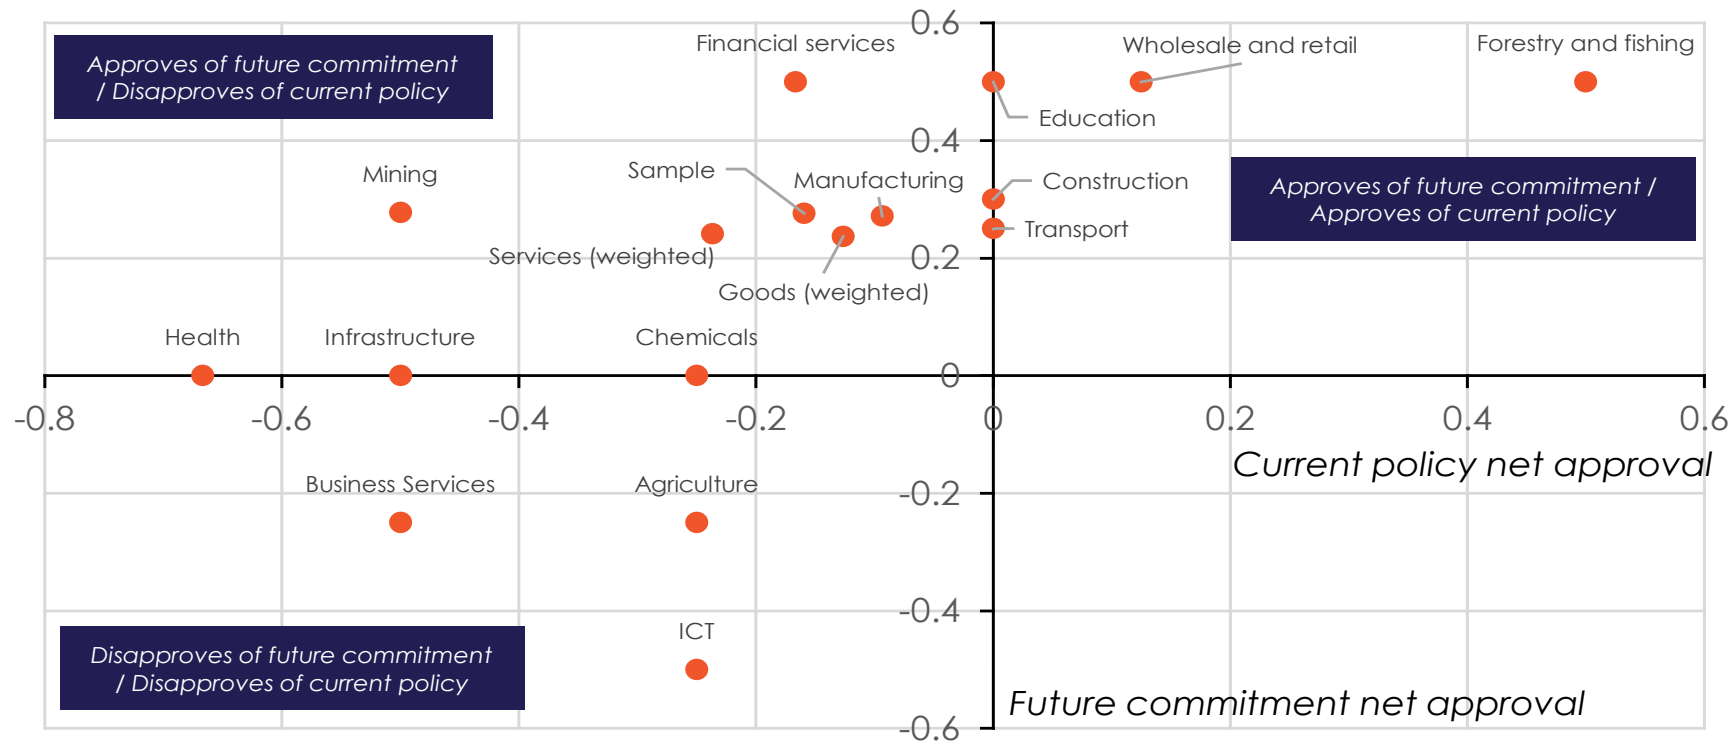 0.6
Financial services
Wholesale and retail
Forestry and fishing
Approves of future commitment
/ Disapproves of current policy
Education
0.4
Mining
Sample
Manufacturing
Construction
Approves of future commitment /
Approves of current policy
Transport
Services (weighted)
0.2
Goods (weighted)
Health
Infrastructure
Chemicals
0
-0.8
-0.6
-0.4
-0.2
0
0.2
0.4
0.6
Current policy net approval
Business Services
Agriculture
-0.2
-0.4
ICT
Disapproves of future commitment
/ Disapproves of current policy
Future commitment net approval
-0.6